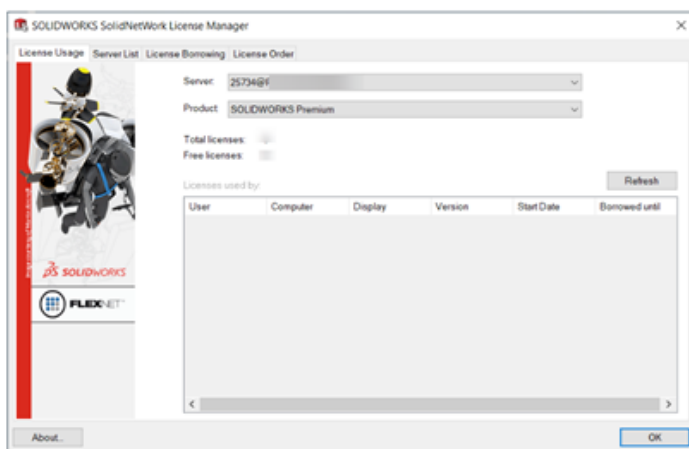 SOLIDWORKS SolidNetWork License Manager
License Usage Server List License Borrowing License Order
Server: 25734@
Product: SOLIDWORKS Premium
Total licenses:
Free licenses:
Licenses used by:
Refresh
User Computer Display Version Start Date Borrowed until
SOLIDWORKS
FLEXNET
About..
OK